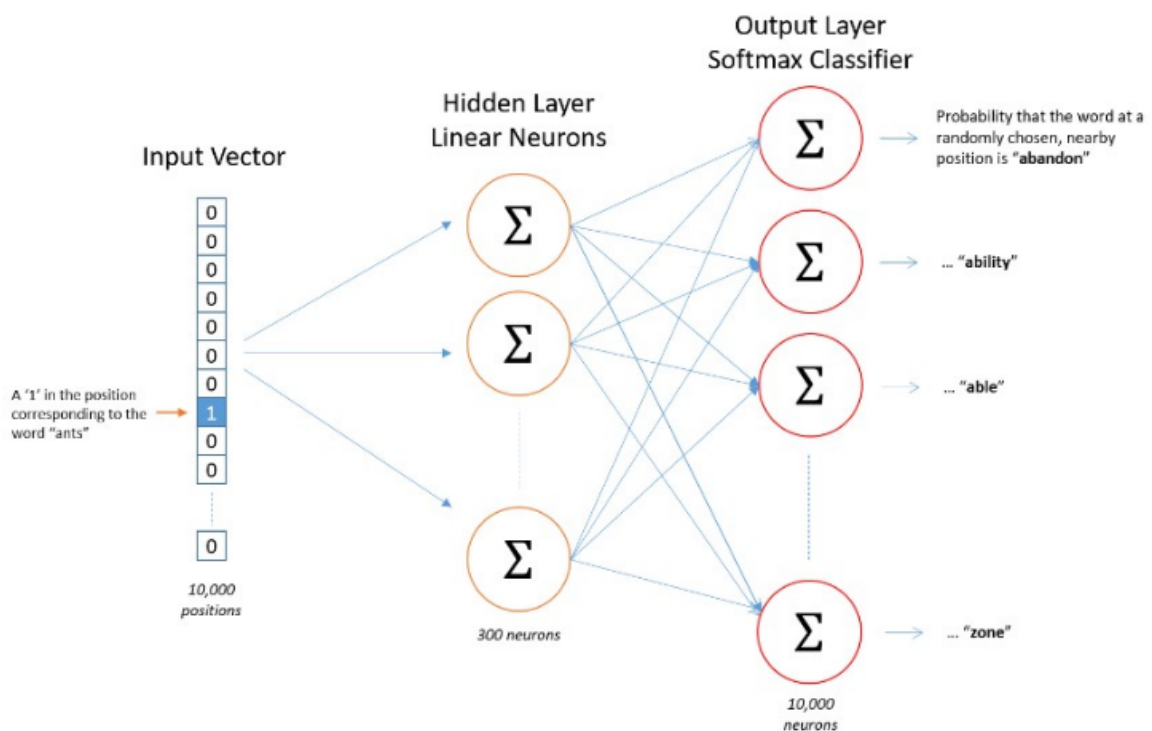 Output Layer
Softmax Classifier
Hidden Layer
Linear Neurons
Input Vector
0
0
0
0
0
0
0
1
0
0
0
A ‘1’ in the position
corresponding to the
word “ants”
10,000
positions
Σ
Σ
Σ
300 neurons
Σ
Σ
Σ
Σ
10,000
neurons
Probability that the word at a
randomly chosen, nearby
position is “abandon”
... “ability”
... “able”
... “zone”